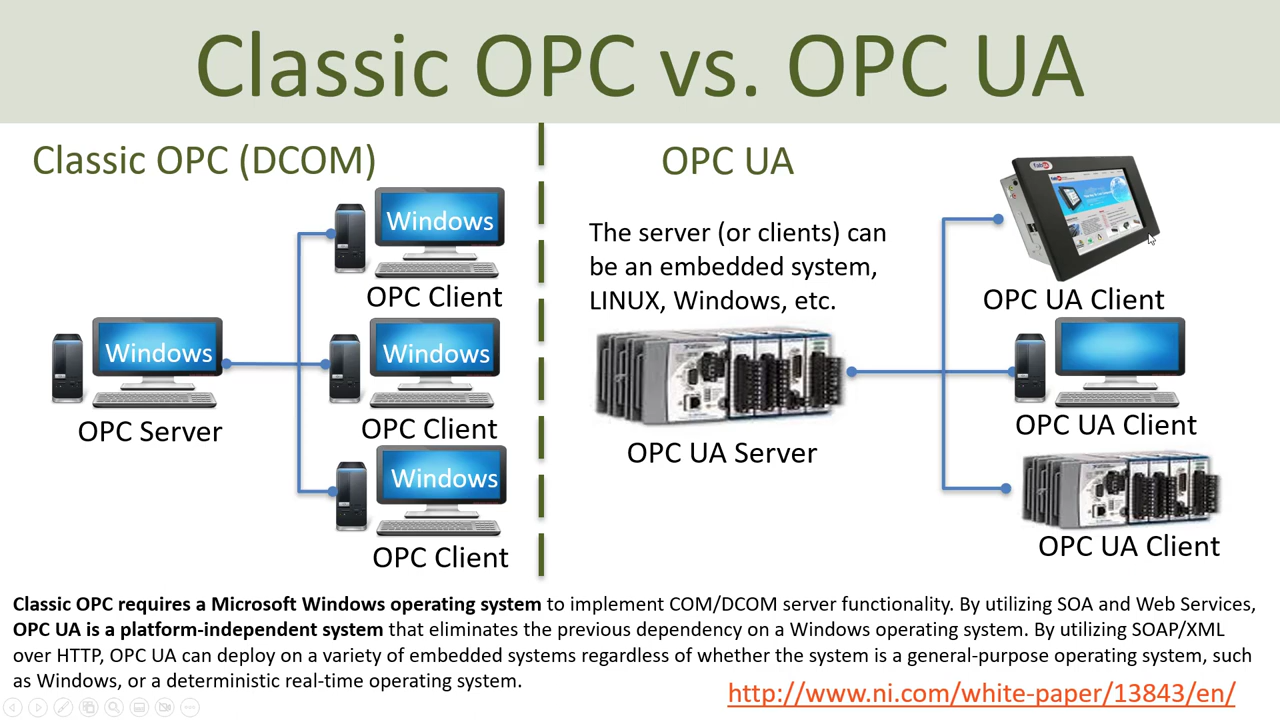 Classic OPC vs. OPC UA
Classic OPC (DCOM)
Windows
OPC Client
Windows
OPC Server
Windows
OPC Client
Windows
OPC Client
OPC UA
The server (or clients) can
be an embedded system,
LINUX, Windows, etc.
OPC UA Server
OPC UA Client
OPC UA Client
OPC UA Client
Classic OPC requires a Microsoft Windows operating system to implement COM/DCOM server functionality. By utilizing SOA and Web Services,
OPC UA is a platform-independent system that eliminates the previous dependency on a Windows operating system. By utilizing SOAP/XML
over HTTP, OPC UA can deploy on a variety of embedded systems regardless of whether the system is a general-purpose operating system, such
as Windows, or a deterministic real-time operating system.
http://www.ni.com/white-paper/13843/en/